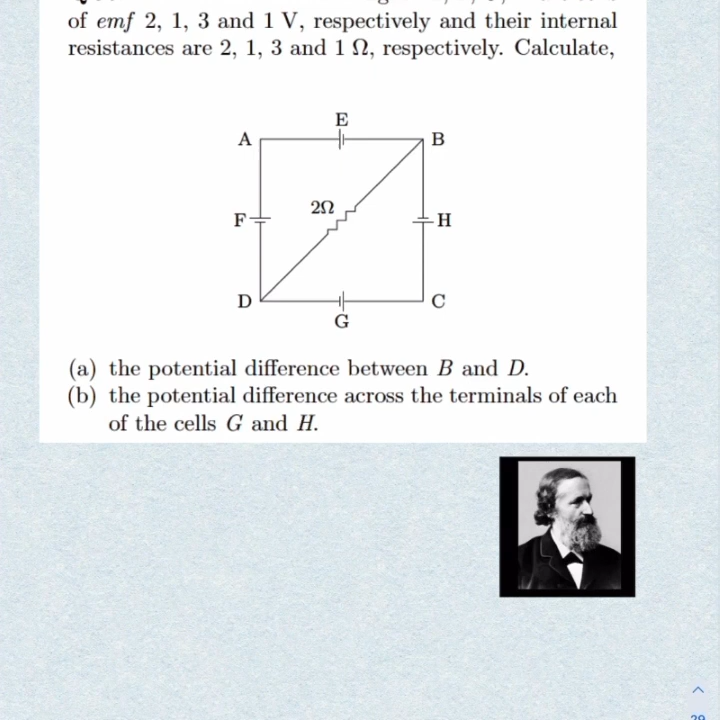 of emf 2, 1, 3 and 1 V, respectively and their internal
resistances are 2, 1, 3 and 1 Ω, respectively. Calculate,
E
A
B
2Ω
F
H
D
C
G
(a) the potential difference between B and D.
(b) the potential difference across the terminals of each
of the cells G and H.